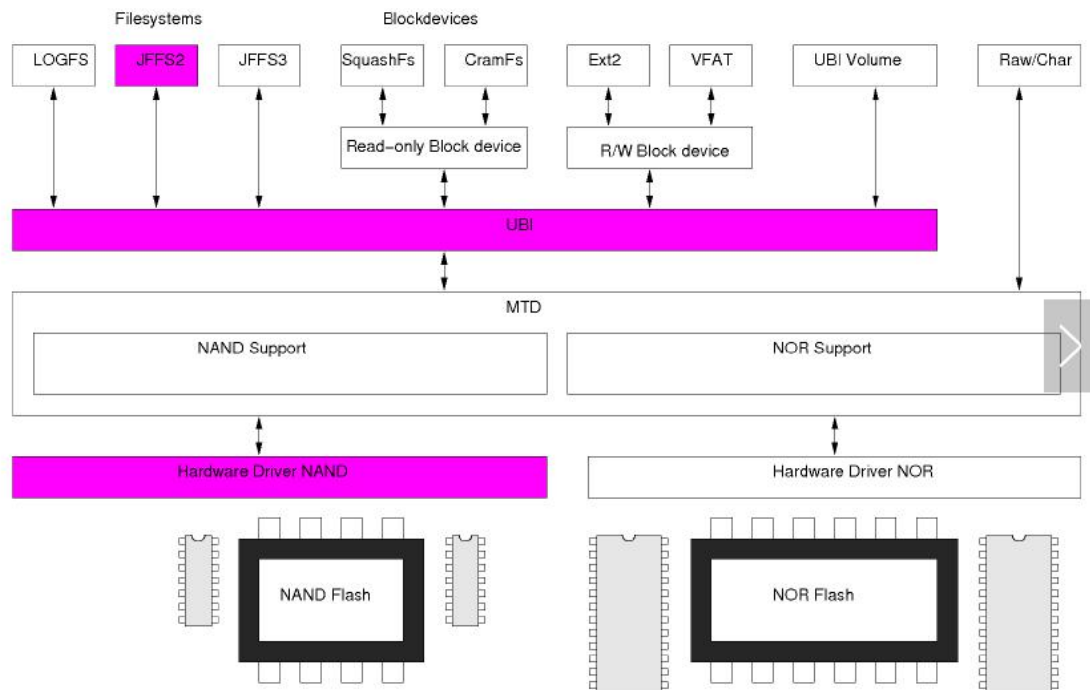 Filesystems
Blockdevices
LOGFS
JFFS2
JFFS3
SquashFs
CramFs
Ext2
VFAT
UBI Volume
Raw/Char
Read-only Block device
R/W Block device
UBI
MTD
NAND Support
NOR Support
Hardware Driver NAND
Hardware Driver NOR
NAND Flash
NOR Flash